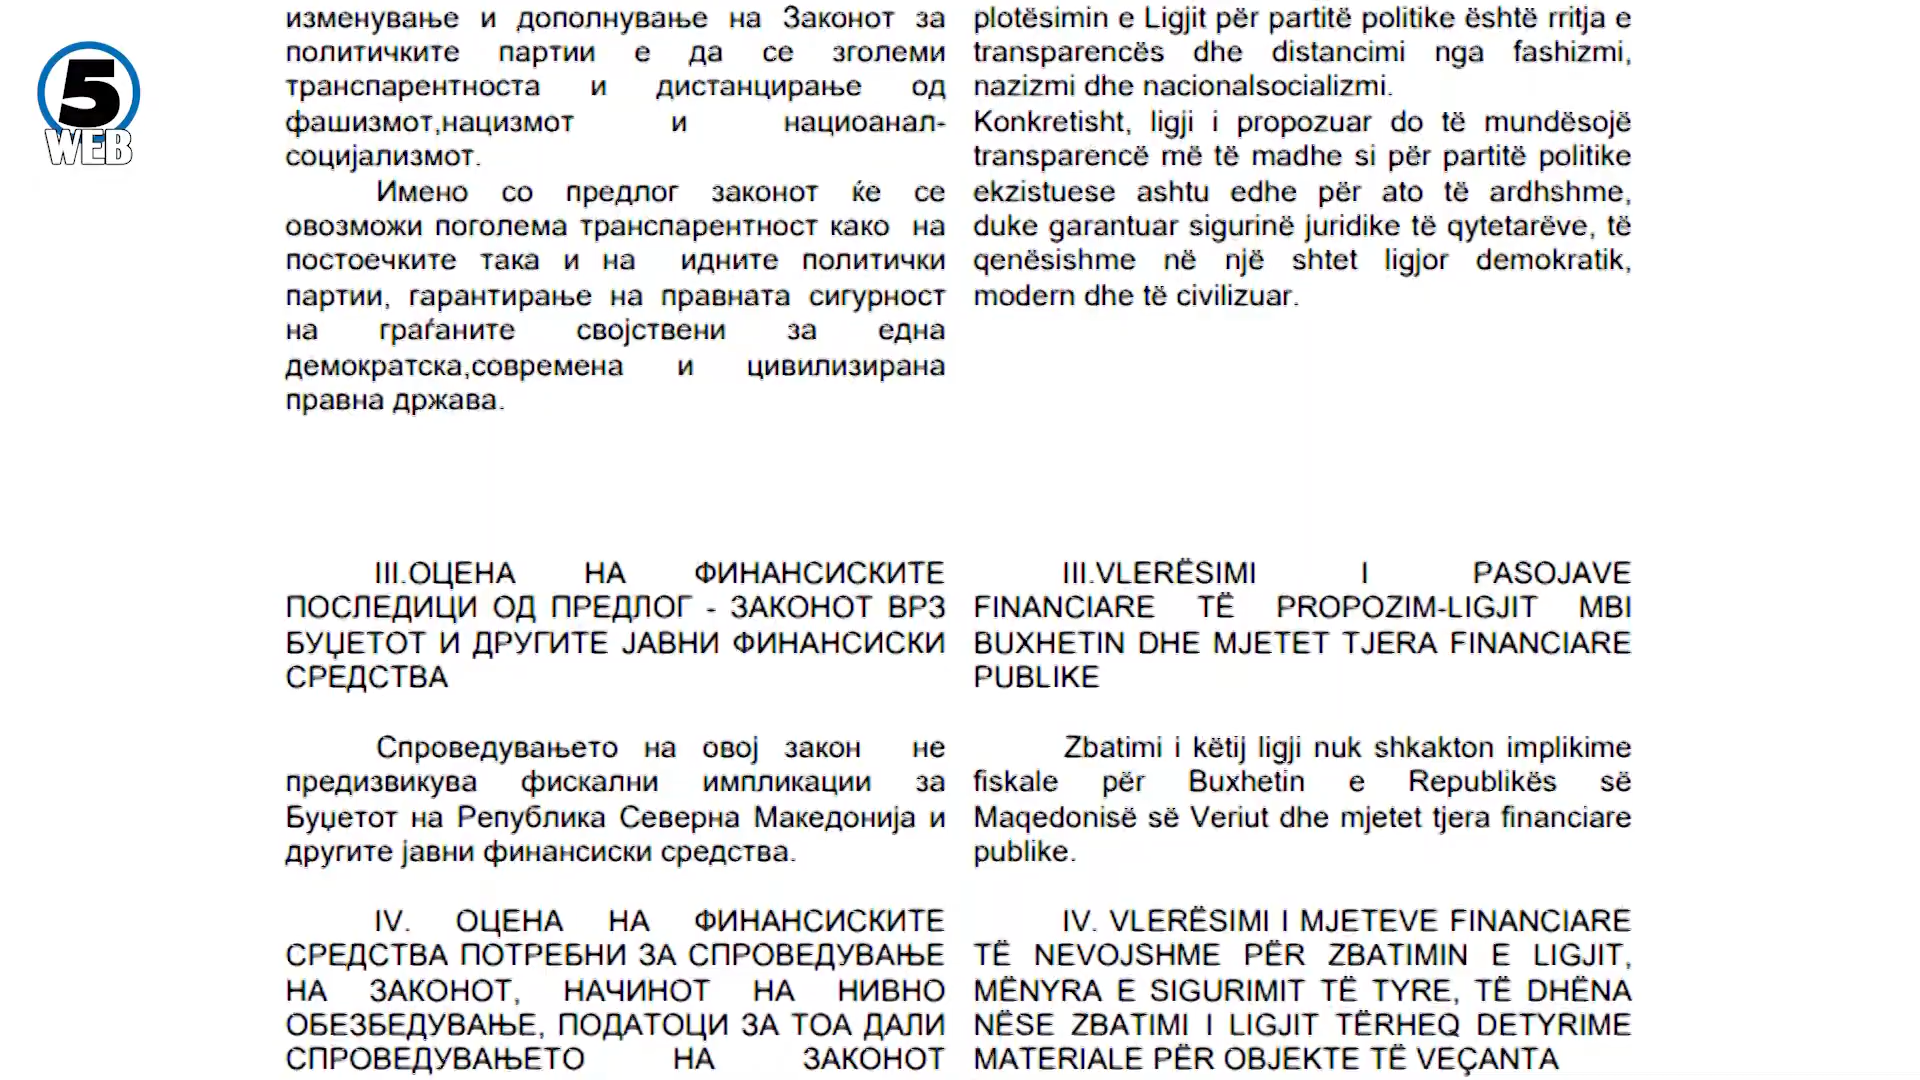 5
WEB
изменување и дополнување на Законот за
политичките партии е да се зголеми
транспарентноста и дистанцирање од
фашизмот,нацизмот и нациоанал-
социјализмот.
Имено со предлог законот ќе се
овозможи поголема транспарентност како на
постоечките така и на идните политички
партии, гарантирање на правната сигурност
на граѓаните својствени за една
демократска,современа и цивилизирана
правна држава.
III.ОЦЕНА НА ФИНАНСИСКИТЕ
ПОСЛЕДИЦИ ОД ПРЕДЛОГ - ЗАКОНОТ ВРЗ
БУЏЕТОТ И ДРУГИТЕ ЈАВНИ ФИНАНСИСКИ
СРЕДСТВА
Спроведувањето на овој закон не
предизвикува фискални импликации за
Буџетот на Република Северна Македонија и
другите јавни финансиски средства.
IV. ОЦЕНА НА ФИНАНСИСКИТЕ
СРЕДСТВА ПОТРЕБНИ ЗА СПРОВЕДУВАЊЕ
НА ЗАКОНОТ, НАЧИНОТ НА НИВНО
ОБЕЗБЕДУВАЊЕ, ПОДАТОЦИ ЗА ТОА ДАЛИ
СПРОВЕДУВАЊЕТО НА ЗАКОНОТ
plotësimin e Ligjit për partitë politike është rritja e
transparencës dhe distancimi nga fashizmi,
nazizmi dhe nacionalsocializmi.
Konkretisht, ligji i propozuar do të mundësojë
transparencë më të madhe si për partitë politike
ekzistuese ashtu edhe për ato të ardhshme,
duke garantuar sigurinë juridike të qytetarëve, të
qenësishme në një shtet ligjor demokratik,
modern dhe të civilizuar.
III.VLERËSIMI I PASOJAVE
FINANCIARE TË PROPOZIM-LIGJIT MBI
BUXHETIN DHE MJETET TJERA FINANCIARE
PUBLIKE
Zbatimi i këtij ligji nuk shkakton implikime
fiskale për Buxhetin e Republikës së
Maqedonisë së Veriut dhe mjetet tjera financiare
publike.
IV. VLERËSIMI I MJETEVE FINANCIARE
TË NEVOJSHME PËR ZBATIMIN E LIGJIT,
MËNYRA E SIGURIMIT TË TYRE, TË DHËNA
NËSE ZBATIMI I LIGJIT TËRHEQ DETYRIME
MATERIALE PËR OBJEKTE TË VEÇANTA